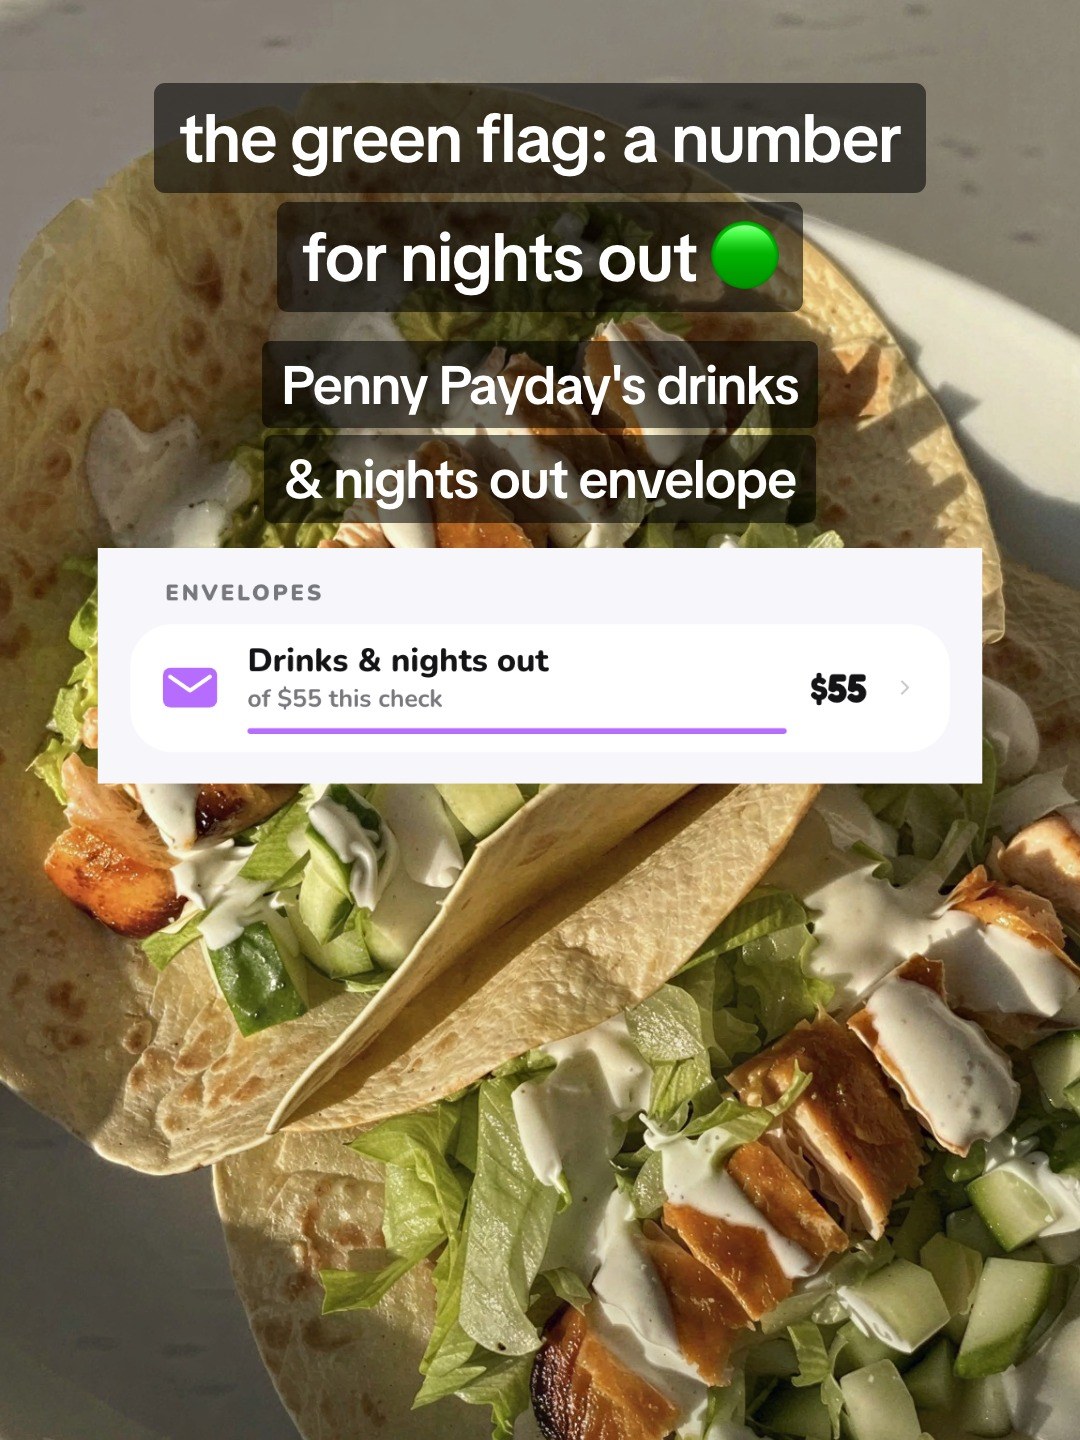 the green flag: a number
for nights out 🟢
Penny Payday's drinks
& nights out envelope
ENVELOPES
Drinks & nights out
of $55 this check
$55